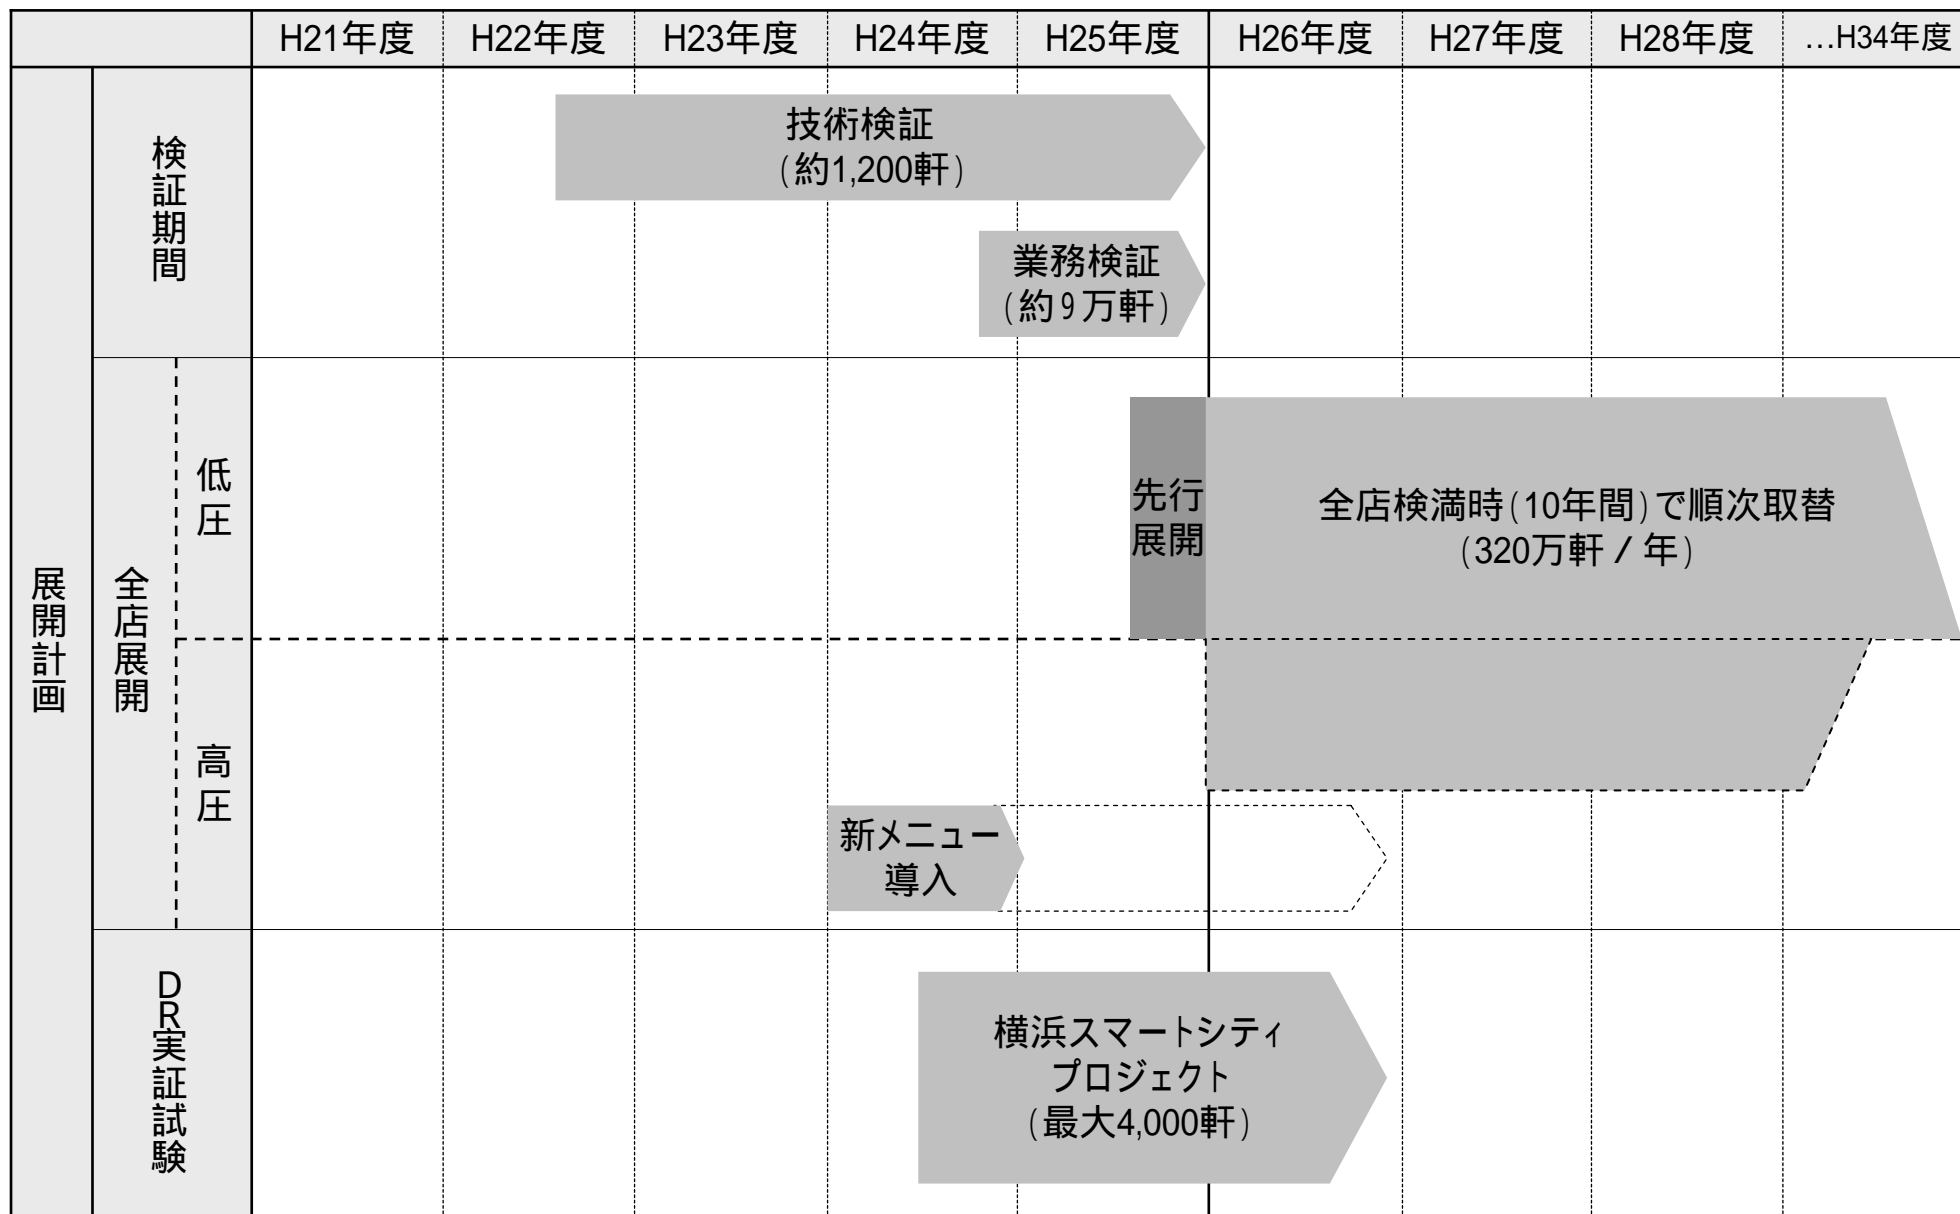 H21年度 H22年度 H23年度 H24年度 H25年度 H26年度 H27年度 H28年度 …H34年度
展開計画
検証期間
技術検証
(約1,200軒)
業務検証
(約9万軒)
全店展開
低圧
先行
展開
全店検満時(10年間)で順次取替
(320万軒／年)
高圧
新メニュー
導入
DR実証試験
横浜スマートシティ
プロジェクト
(最大4,000軒)